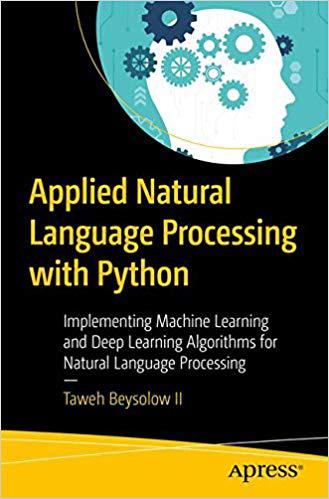 Applied Natural
Language Processing
with Python
Implementing Machine Learning
and Deep Learning Algorithms for
Natural Language Processing
—
Taweh Beysolow II
Apress®